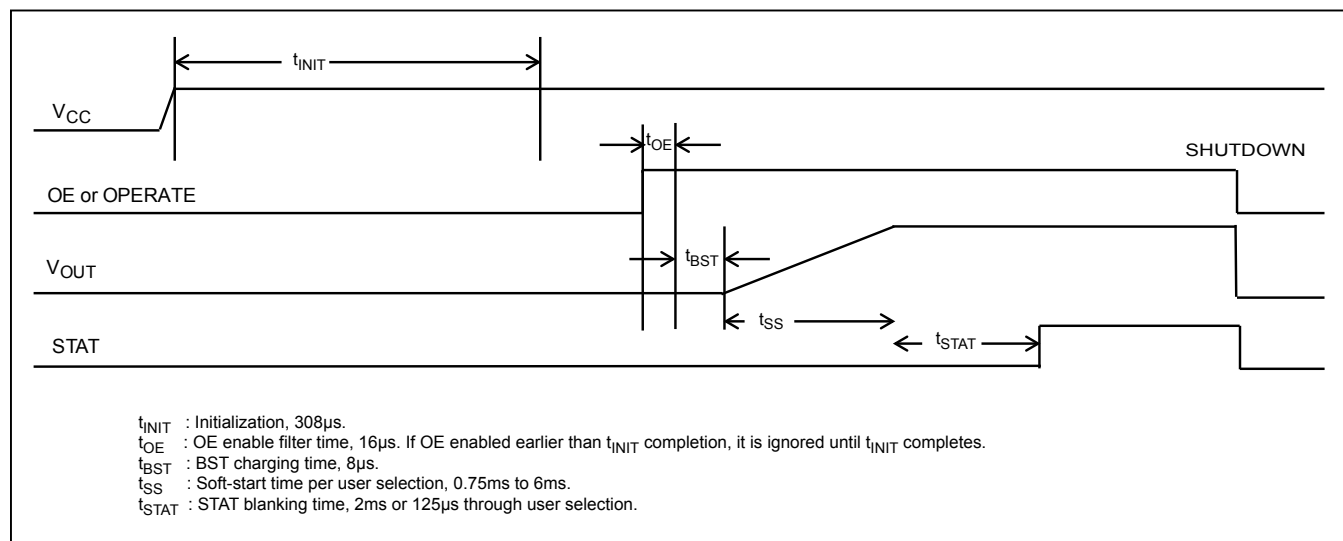 tINIT
VCC
tOE
SHUTDOWN
OE or OPERATE
VOUT
tBST
tSS
STAT
tSTAT
tINIT : Initialization, 308µs.
tOE : OE enable filter time, 16µs. If OE enabled earlier than tINIT completion, it is ignored until tINIT completes.
tBST : BST charging time, 8µs.
tSS : Soft-start time per user selection, 0.75ms to 6ms.
tSTAT : STAT blanking time, 2ms or 125µs through user selection.